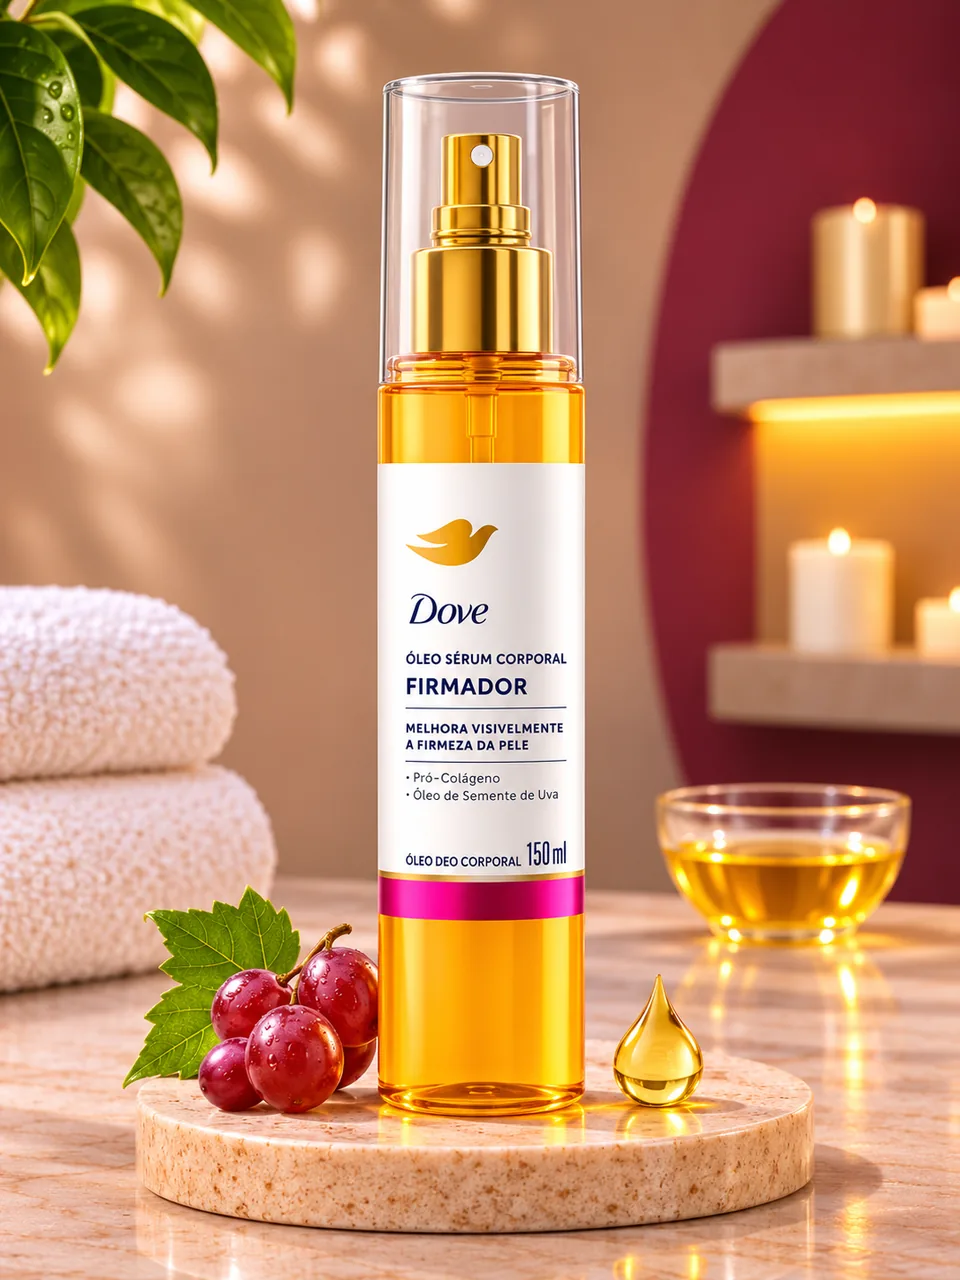 Dove
ÓLEO SÉRUM CORPORAL
FIRMADOR
MELHORA VISIVELMENTE
A FIRMEZA DA PELE
• Pró-Colágeno
• Óleo de Semente de Uva
ÓLEO DEO CORPORAL 150 ml